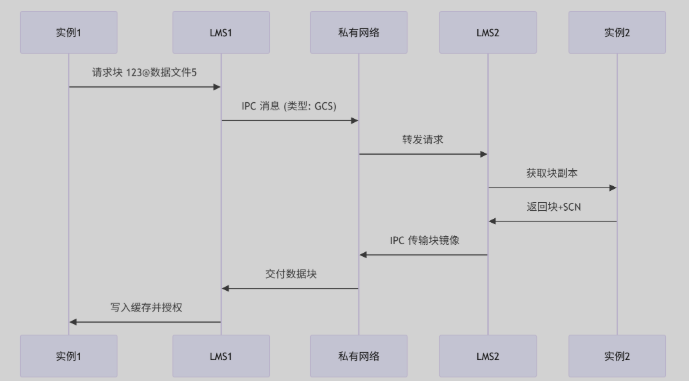 实例1
LMS1
私有网络
LMS2
实例2
请求块 123@数据文件5
IPC 消息 (类型: GCS)
转发请求
获取块副本
返回块+SCN
IPC 传输块镜像
交付数据块
写入缓存并授权
实例1
LMS1
私有网络
LMS2
实例2